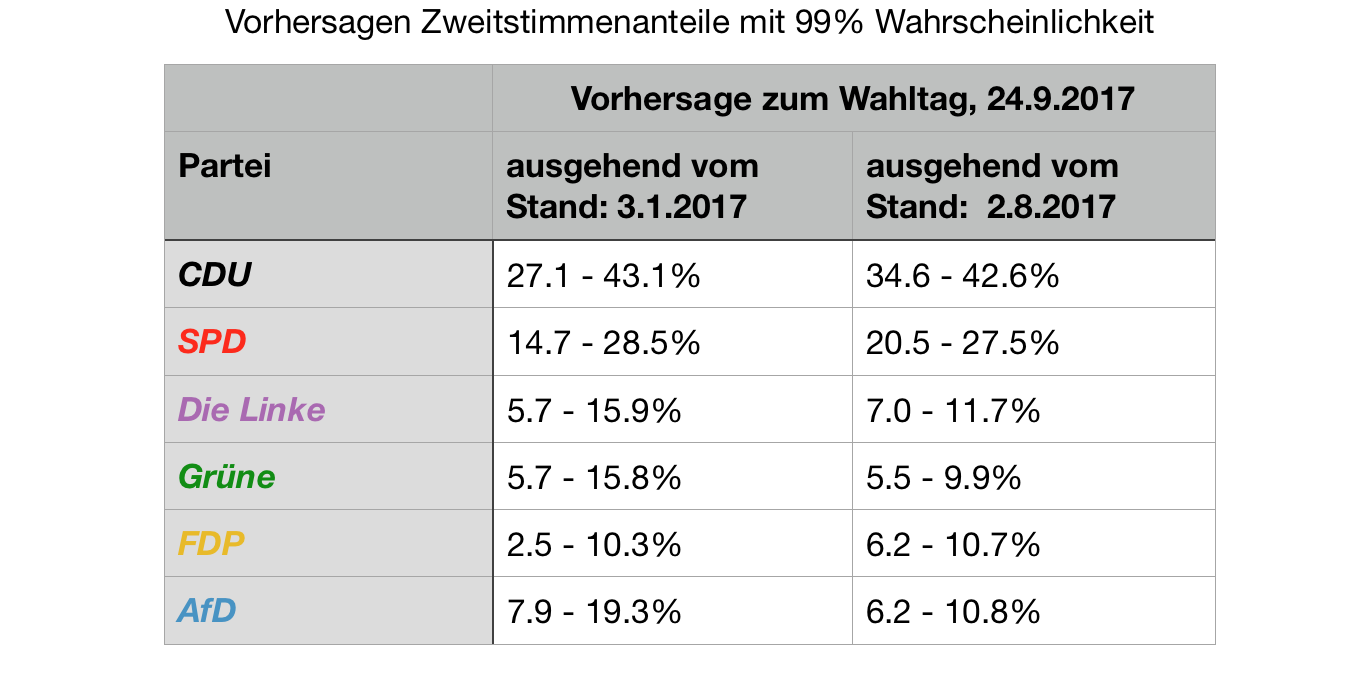 Vorhersagen Zweitstimmenanteile mit 99% Wahrscheinlichkeit
Vorhersage zum Wahltag, 24.9.2017
Partei
ausgehend vom
Stand: 3.1.2017
ausgehend vom
Stand:  2.8.2017
CDU
27.1 - 43.1%
34.6 - 42.6%
SPD
14.7 - 28.5%
20.5 - 27.5%
Die Linke
5.7 - 15.9%
7.0 - 11.7%
Grüne
5.7 - 15.8%
5.5 - 9.9%
FDP
2.5 - 10.3%
6.2 - 10.7%
AfD
7.9 - 19.3%
6.2 - 10.8%